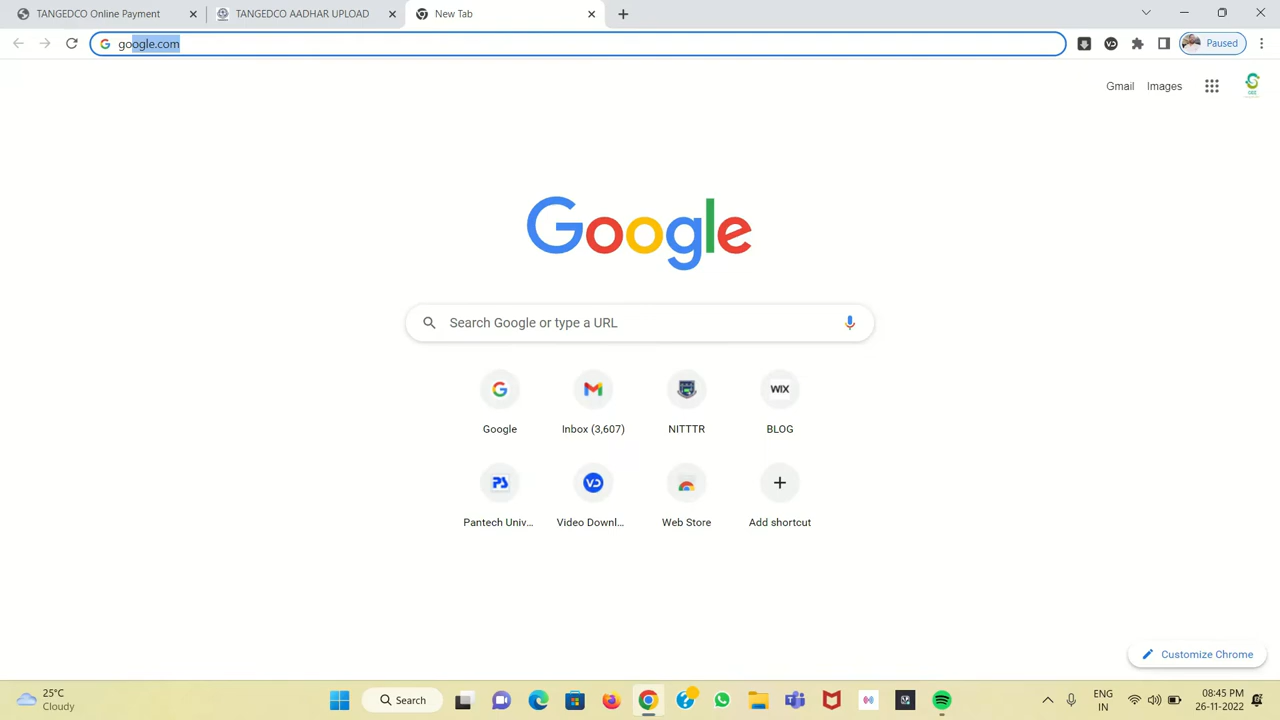 TANGEDCO Online Payment
TANGEDCO AADHAR UPLOAD
New Tab
google.com
Paused
Gmail
Images
Google
Search Google or type a URL
Google
Inbox (3,607)
NITTTR
WIX
BLOG
PS
Pantech Univ...
VD
Video Downl...
Web Store
Add shortcut
Customize Chrome
25°C
Cloudy
Search
ENG
IN
08:45 PM
26-11-2022